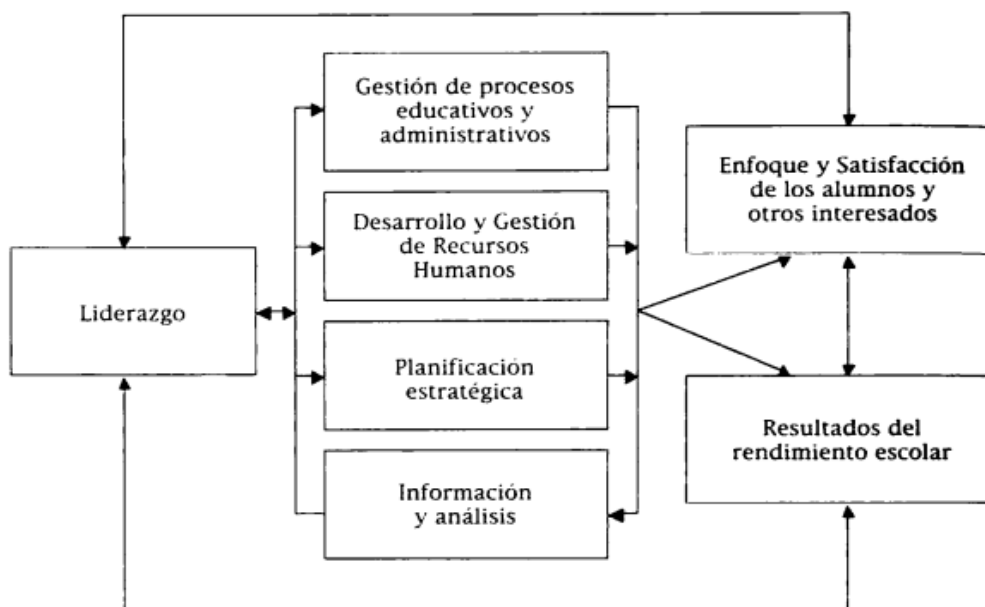 Gestión de procesos
educativos y
administrativos
Enfoque y Satisfacción
de los alumnos y
otros interesados
Desarrollo y Gestión
de Recursos
Humanos
Liderazgo
Planificación
estratégica
Resultados del
rendimiento escolar
Información
y análisis